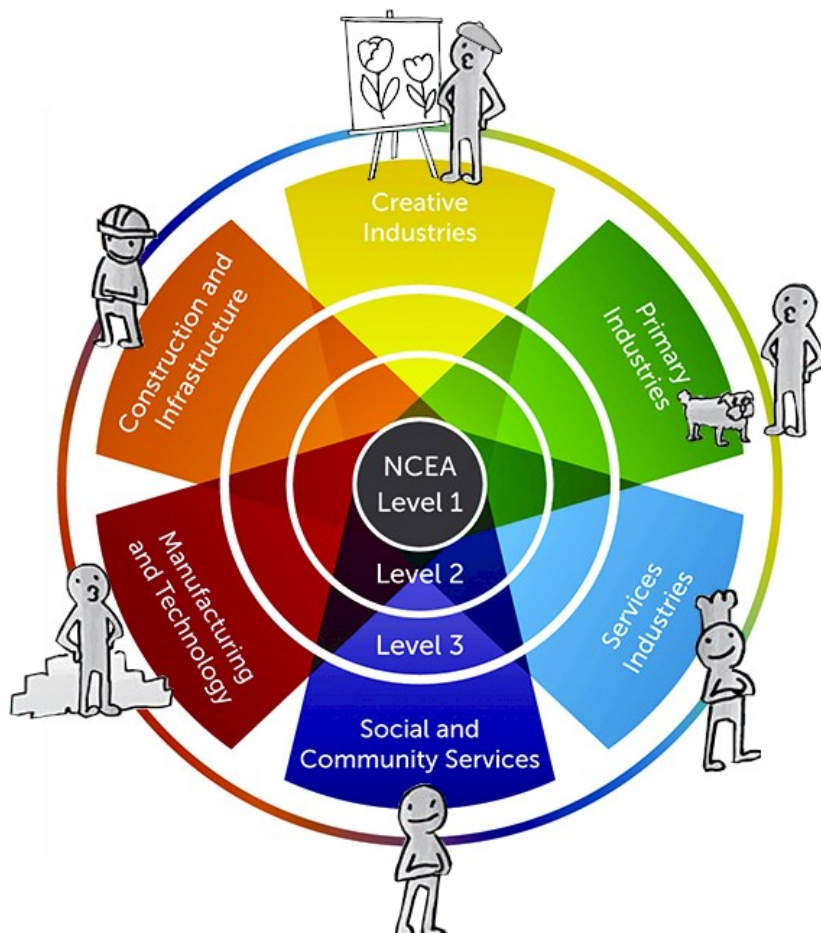 Creative
Industries
Primary
Industries
Services
Industries
Social and
Community Services
Manufacturing
and Technology
Construction and
Infrastructure
NCEA
Level 1
Level 2
Level 3